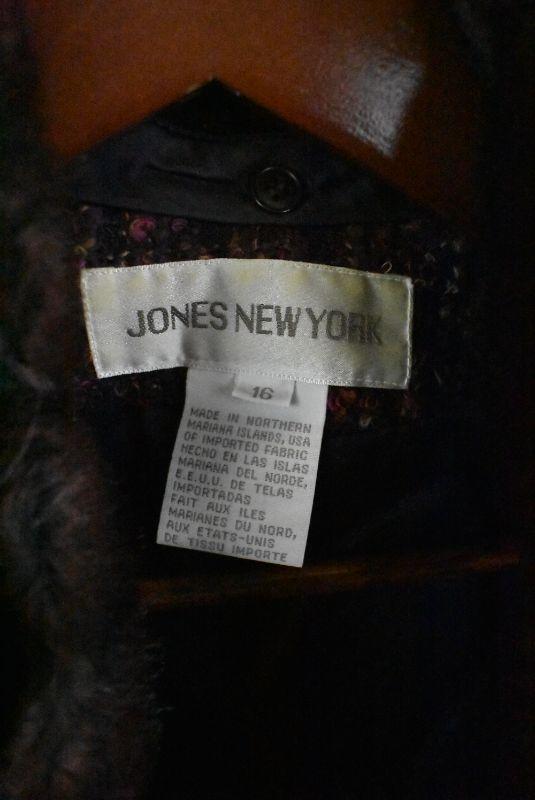 JONES NEW YORK
16
MADE IN NORTHERN
MARIANA ISLANDS, USA
OF IMPORTED FABRIC
HECHO EN LAS ISLAS
MARIANA DEL NORDE,
E.E.U.U. DE TELAS
IMPORTADAS
FAIT AUX ILES
MARIANES DU NORD,
AUX ETATS-UNIS
DE TISSU IMPORTE